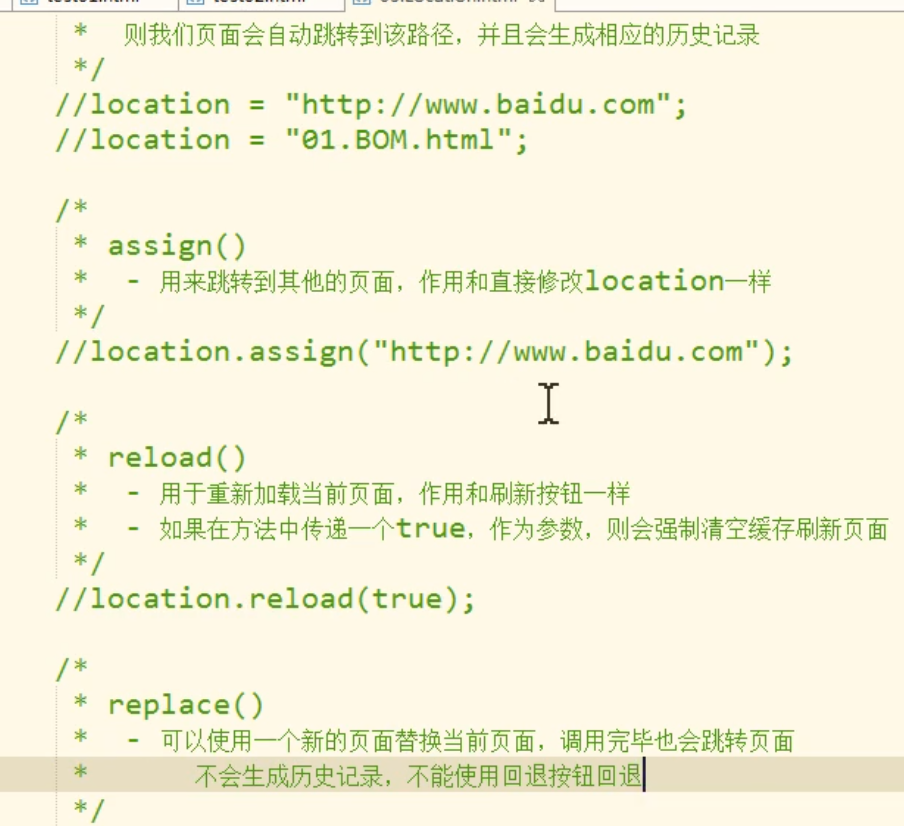 *  则我们页面会自动跳转到该路径，并且会生成相应的历史记录
*/
//location = "http://www.baidu.com";
//location = "01.BOM.html";
/*
* assign()
*  - 用来跳转到其他的页面，作用和直接修改location一样
*/
//location.assign("http://www.baidu.com");
/*
* reload()
*  - 用于重新加载当前页面，作用和刷新按钮一样
*  - 如果在方法中传递一个true，作为参数，则会强制清空缓存刷新页面
*/
//location.reload(true);
/*
* replace()
*  - 可以使用一个新的页面替换当前页面，调用完毕也会跳转页面
*      不会生成历史记录，不能使用回退按钮回退
*/